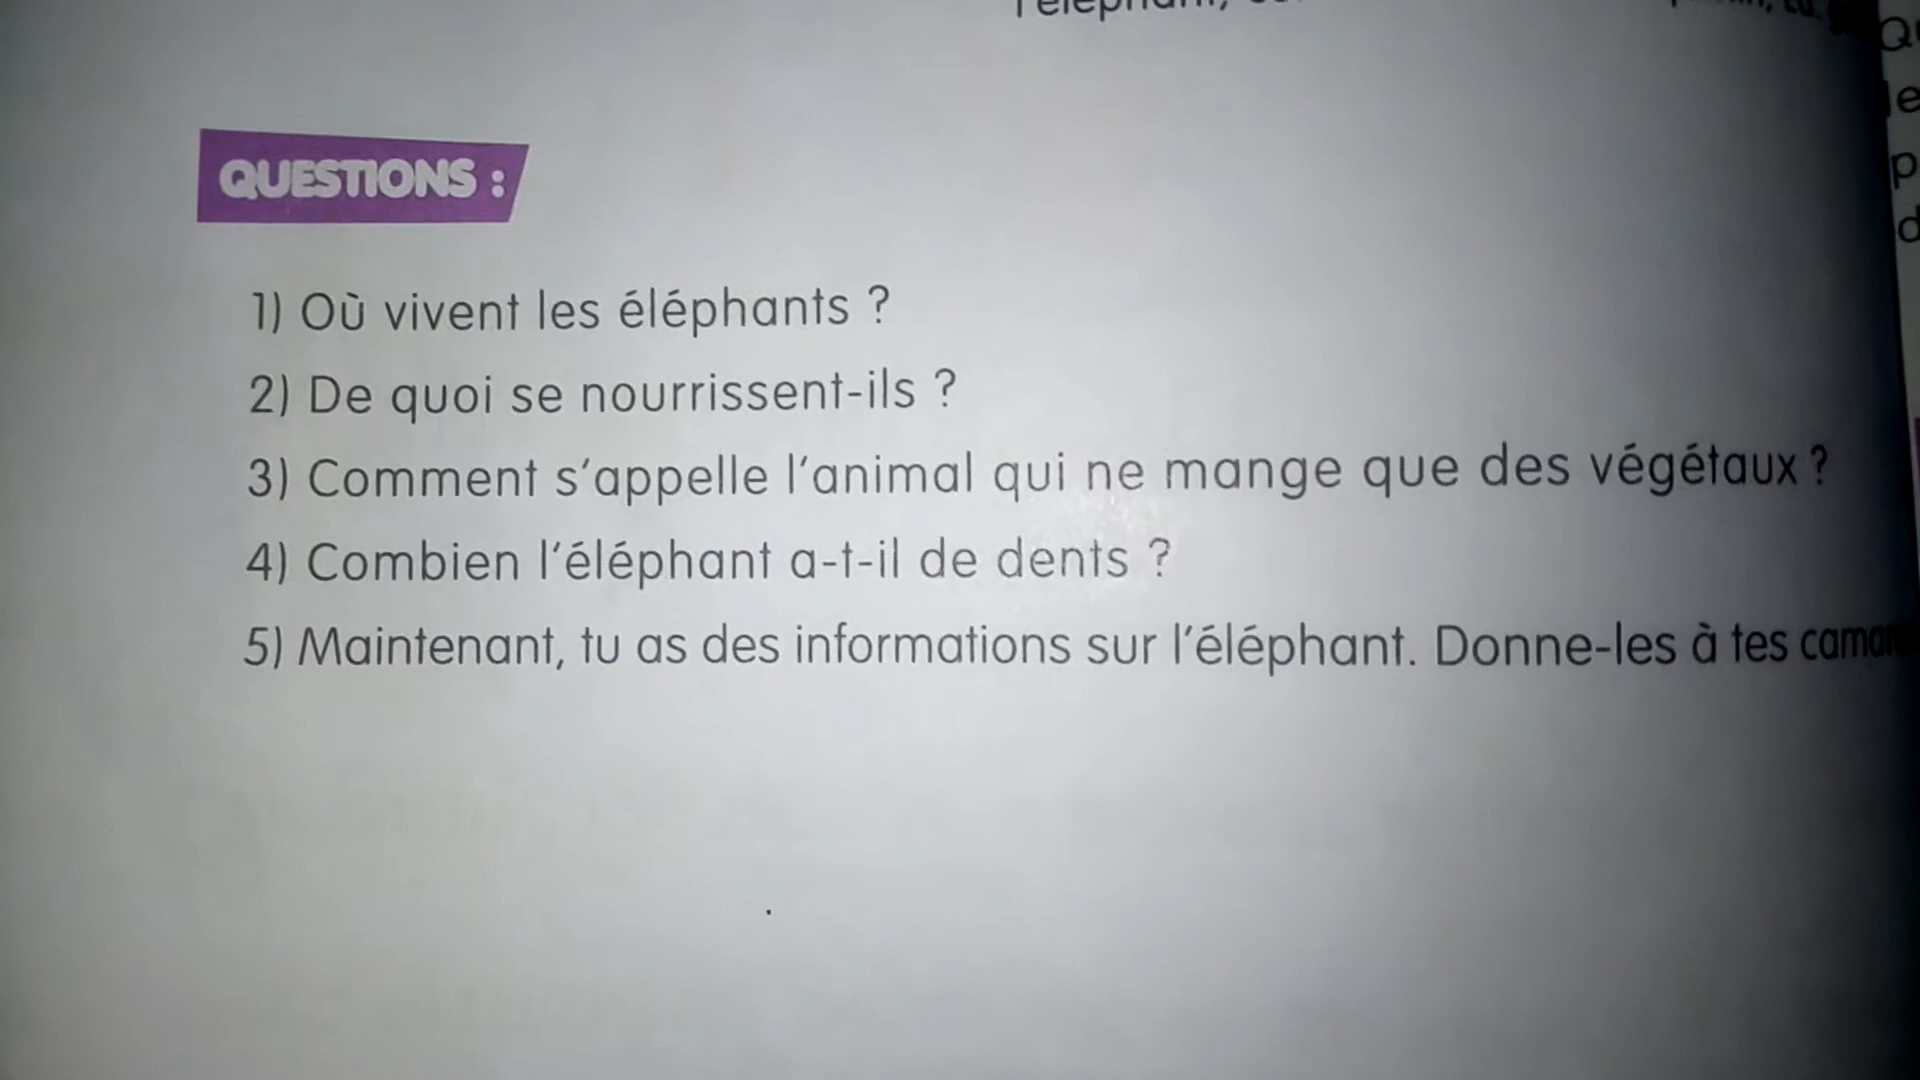 QUESTIONS :
1) Où vivent les éléphants ?
2) De quoi se nourrissent-ils ?
3) Comment s'appelle l'animal qui ne mange que des végétaux ?
4) Combien l'éléphant a-t-il de dents ?
5) Maintenant, tu as des informations sur l'éléphant. Donne-les à tes